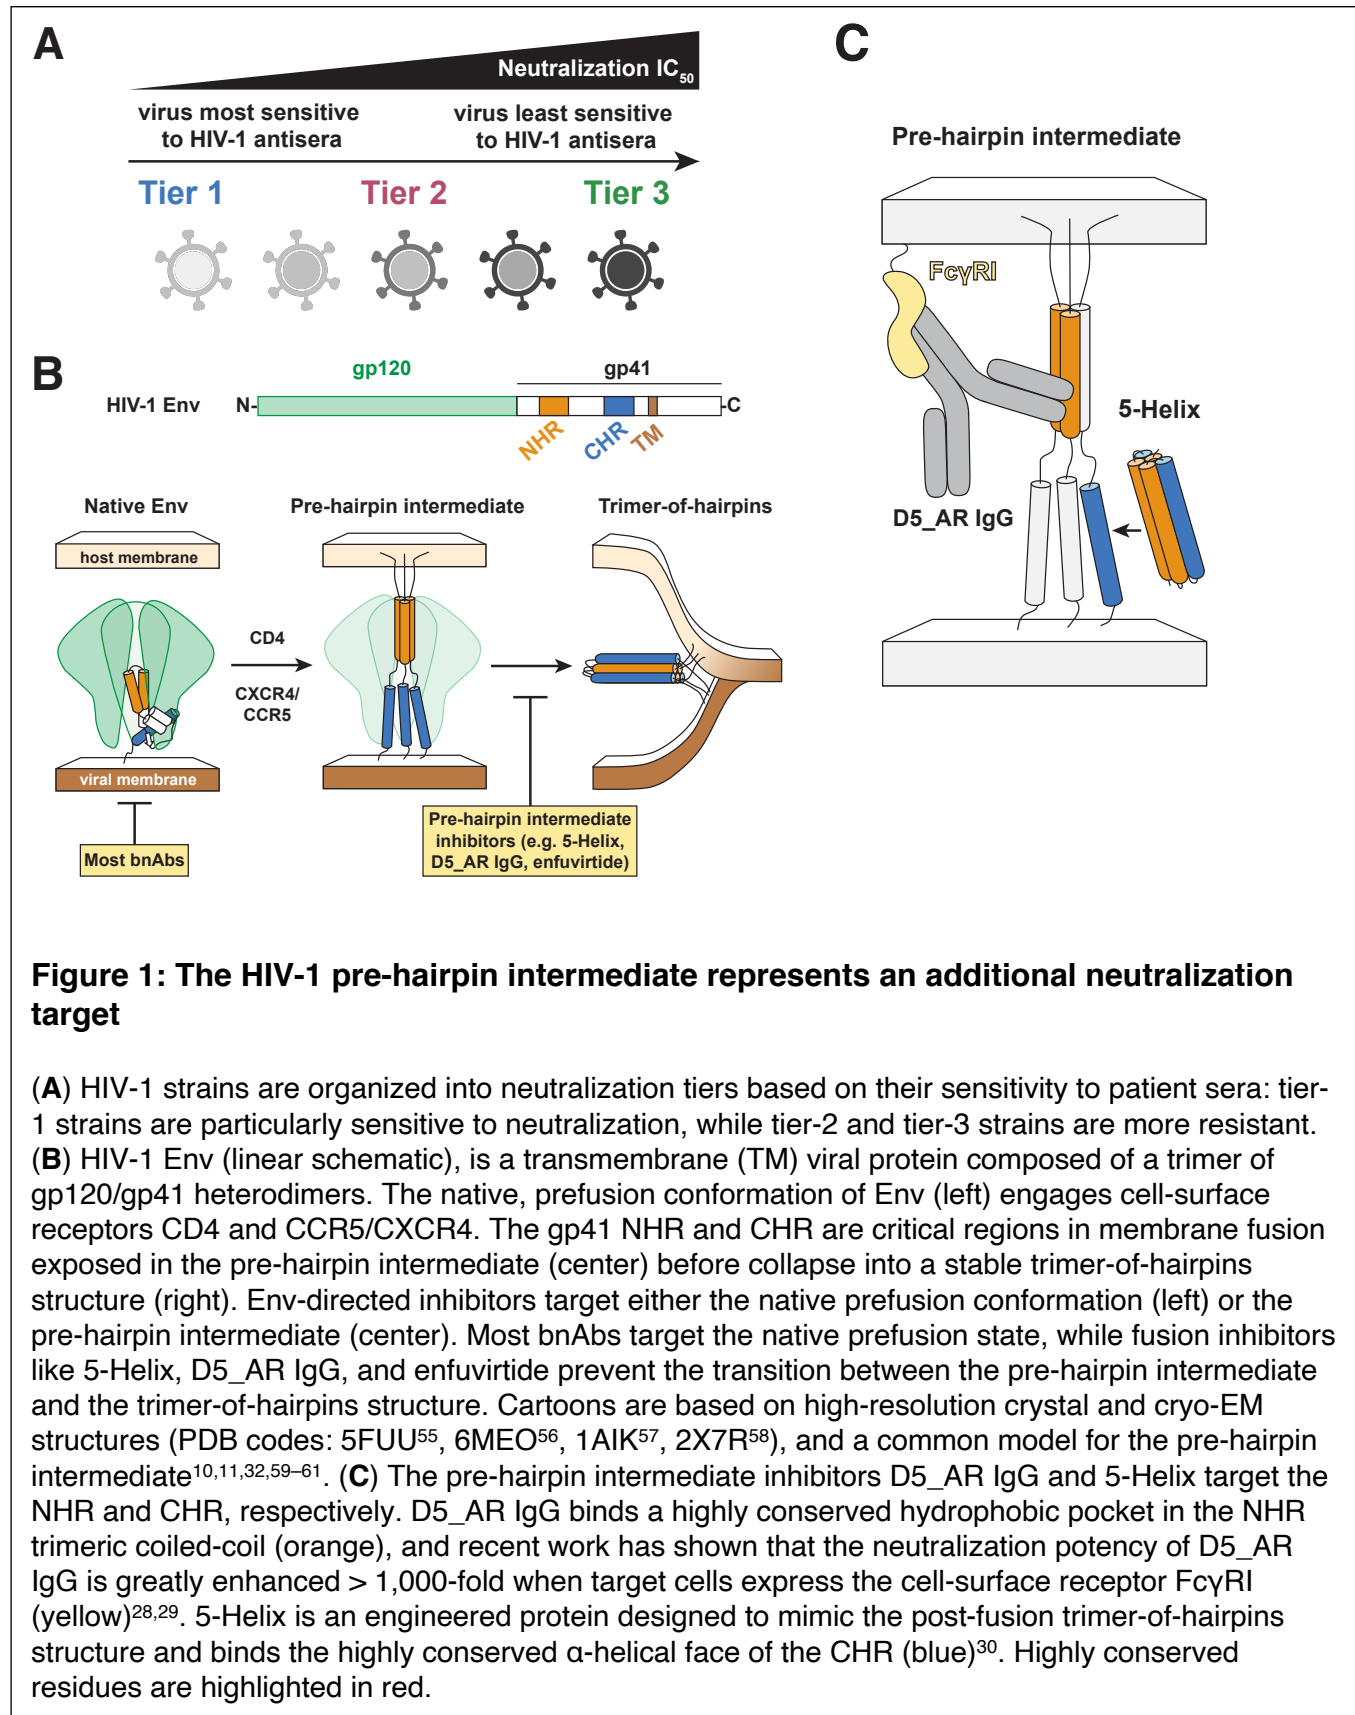 A
Neutralization IC50
virus most sensitive
to HIV-1 antisera
virus least sensitive
to HIV-1 antisera
Tier 1
Tier 2
Tier 3
B
gp120
gp41
HIV-1 Env
N-
-C
NHR
CHR
TM
Native Env
Pre-hairpin intermediate
Trimer-of-hairpins
host membrane
CD4
CXCR4/
CCR5
viral membrane
Most bnAbs
Pre-hairpin intermediate
inhibitors (e.g. 5-Helix,
D5_AR IgG, enfuvirtide)
C
Pre-hairpin intermediate
FcγRI
5-Helix
D5_AR IgG
Figure 1: The HIV-1 pre-hairpin intermediate represents an additional neutralization
target
(A) HIV-1 strains are organized into neutralization tiers based on their sensitivity to patient sera: tier-
1 strains are particularly sensitive to neutralization, while tier-2 and tier-3 strains are more resistant.
(B) HIV-1 Env (linear schematic), is a transmembrane (TM) viral protein composed of a trimer of
gp120/gp41 heterodimers. The native, prefusion conformation of Env (left) engages cell-surface
receptors CD4 and CCR5/CXCR4. The gp41 NHR and CHR are critical regions in membrane fusion
exposed in the pre-hairpin intermediate (center) before collapse into a stable trimer-of-hairpins
structure (right). Env-directed inhibitors target either the native prefusion conformation (left) or the
pre-hairpin intermediate (center). Most bnAbs target the native prefusion state, while fusion inhibitors
like 5-Helix, D5_AR IgG, and enfuvirtide prevent the transition between the pre-hairpin intermediate
and the trimer-of-hairpins structure. Cartoons are based on high-resolution crystal and cryo-EM
structures (PDB codes: 5FUU55, 6MEO56, 1AIK57, 2X7R58), and a common model for the pre-hairpin
intermediate10,11,32,59–61. (C) The pre-hairpin intermediate inhibitors D5_AR IgG and 5-Helix target the
NHR and CHR, respectively. D5_AR IgG binds a highly conserved hydrophobic pocket in the NHR
trimeric coiled-coil (orange), and recent work has shown that the neutralization potency of D5_AR
IgG is greatly enhanced > 1,000-fold when target cells express the cell-surface receptor FcγRI
(yellow)28,29. 5-Helix is an engineered protein designed to mimic the post-fusion trimer-of-hairpins
structure and binds the highly conserved α-helical face of the CHR (blue)30. Highly conserved
residues are highlighted in red.